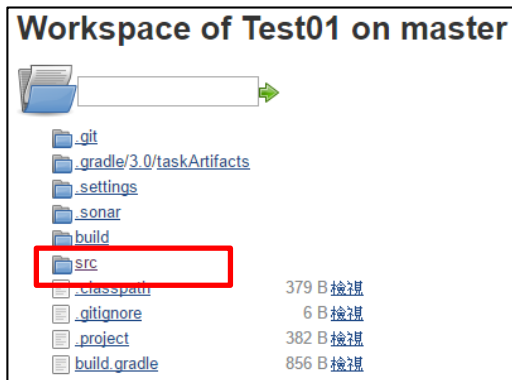 Workspace of Test01 on master
.git
.gradle/3.0/taskArtifacts
.settings
.sonar
build
src
.classpath 379 B 檢視
.gitignore 6 B 檢視
.project 382 B 檢視
build.gradle 856 B 檢視